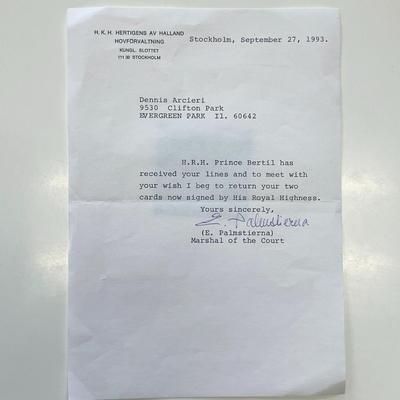 H. K. H. HERTIGENS AV HALLAND
HOVFÖRVALTNING
KUNGL. SLOTTET
111 30 STOCKHOLM
Stockholm, September 27, 1993.
Dennis Arcieri
9530 Clifton Park
EVERGREEN PARK Il. 60642
H.R.H. Prince Bertil has
received your lines and to meet with
your wish I beg to return your two
cards now signed by His Royal Highness.
Yours sincerely,
E. Palmstierna
(E. Palmstierna)
Marshal of the Court